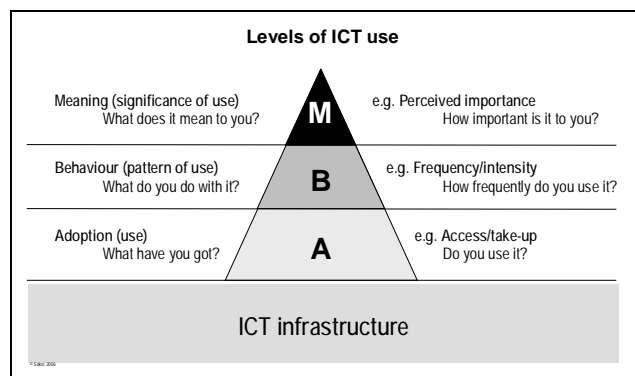 Levels of ICT use
Meaning (significance of use)
What does it mean to you?
M
e.g. Perceived importance
How important is it to you?
Behaviour (pattern of use)
What do you do with it?
B
e.g. Frequency/intensity
How frequently do you use it?
Adoption (use)
What have you got?
A
e.g. Access/take-up
Do you use it?
ICT infrastructure